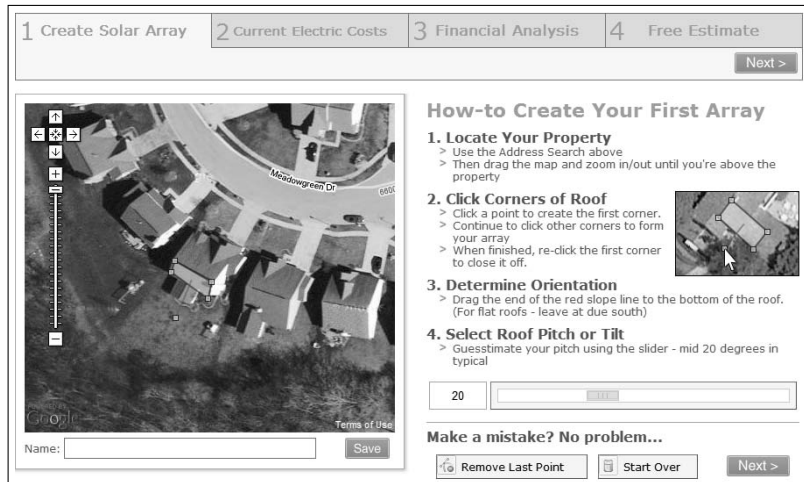 1 Create Solar Array
2 Current Electric Costs
3 Financial Analysis
4 Free Estimate
Next >
Meadowgreen Dr
6600
Google
Terms of Use
Name:
Save
How-to Create Your First Array
1. Locate Your Property
> Use the Address Search above
> Then drag the map and zoom in/out until you're above the
property
2. Click Corners of Roof
> Click a point to create the first corner.
> Continue to click other corners to form
your array
> When finished, re-click the first corner
to close it off.
3. Determine Orientation
> Drag the end of the red slope line to the bottom of the roof.
(For flat roofs - leave at due south)
4. Select Roof Pitch or Tilt
> Guesstimate your pitch using the slider - mid 20 degrees in
typical
20
Make a mistake? No problem...
Remove Last Point
Start Over
Next >